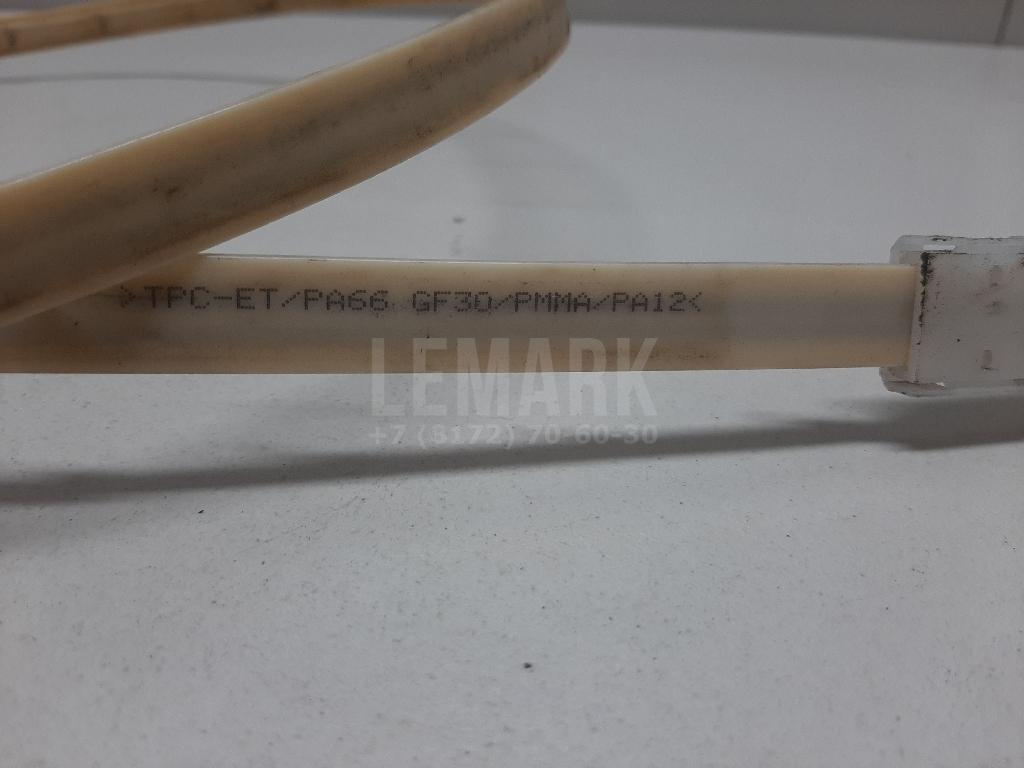 >TPC-ET/PA66 GF30/PMMA/PA12<
LEMARK
+7 (8172) 70-60-30